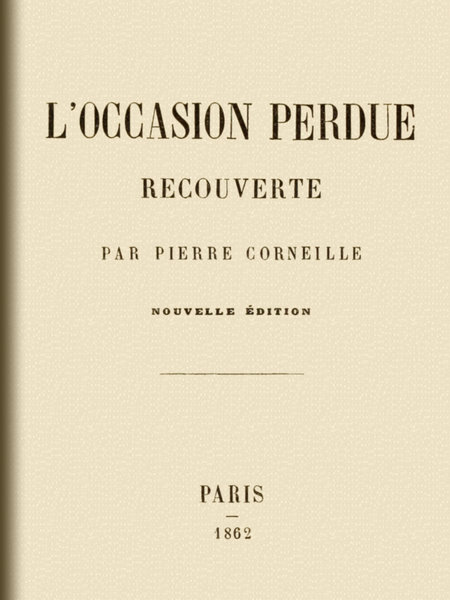 L'OCCASION PERDUE
RECOUVERTE
PAR PIERRE CORNEILLE
NOUVELLE ÉDITION
PARIS
1862